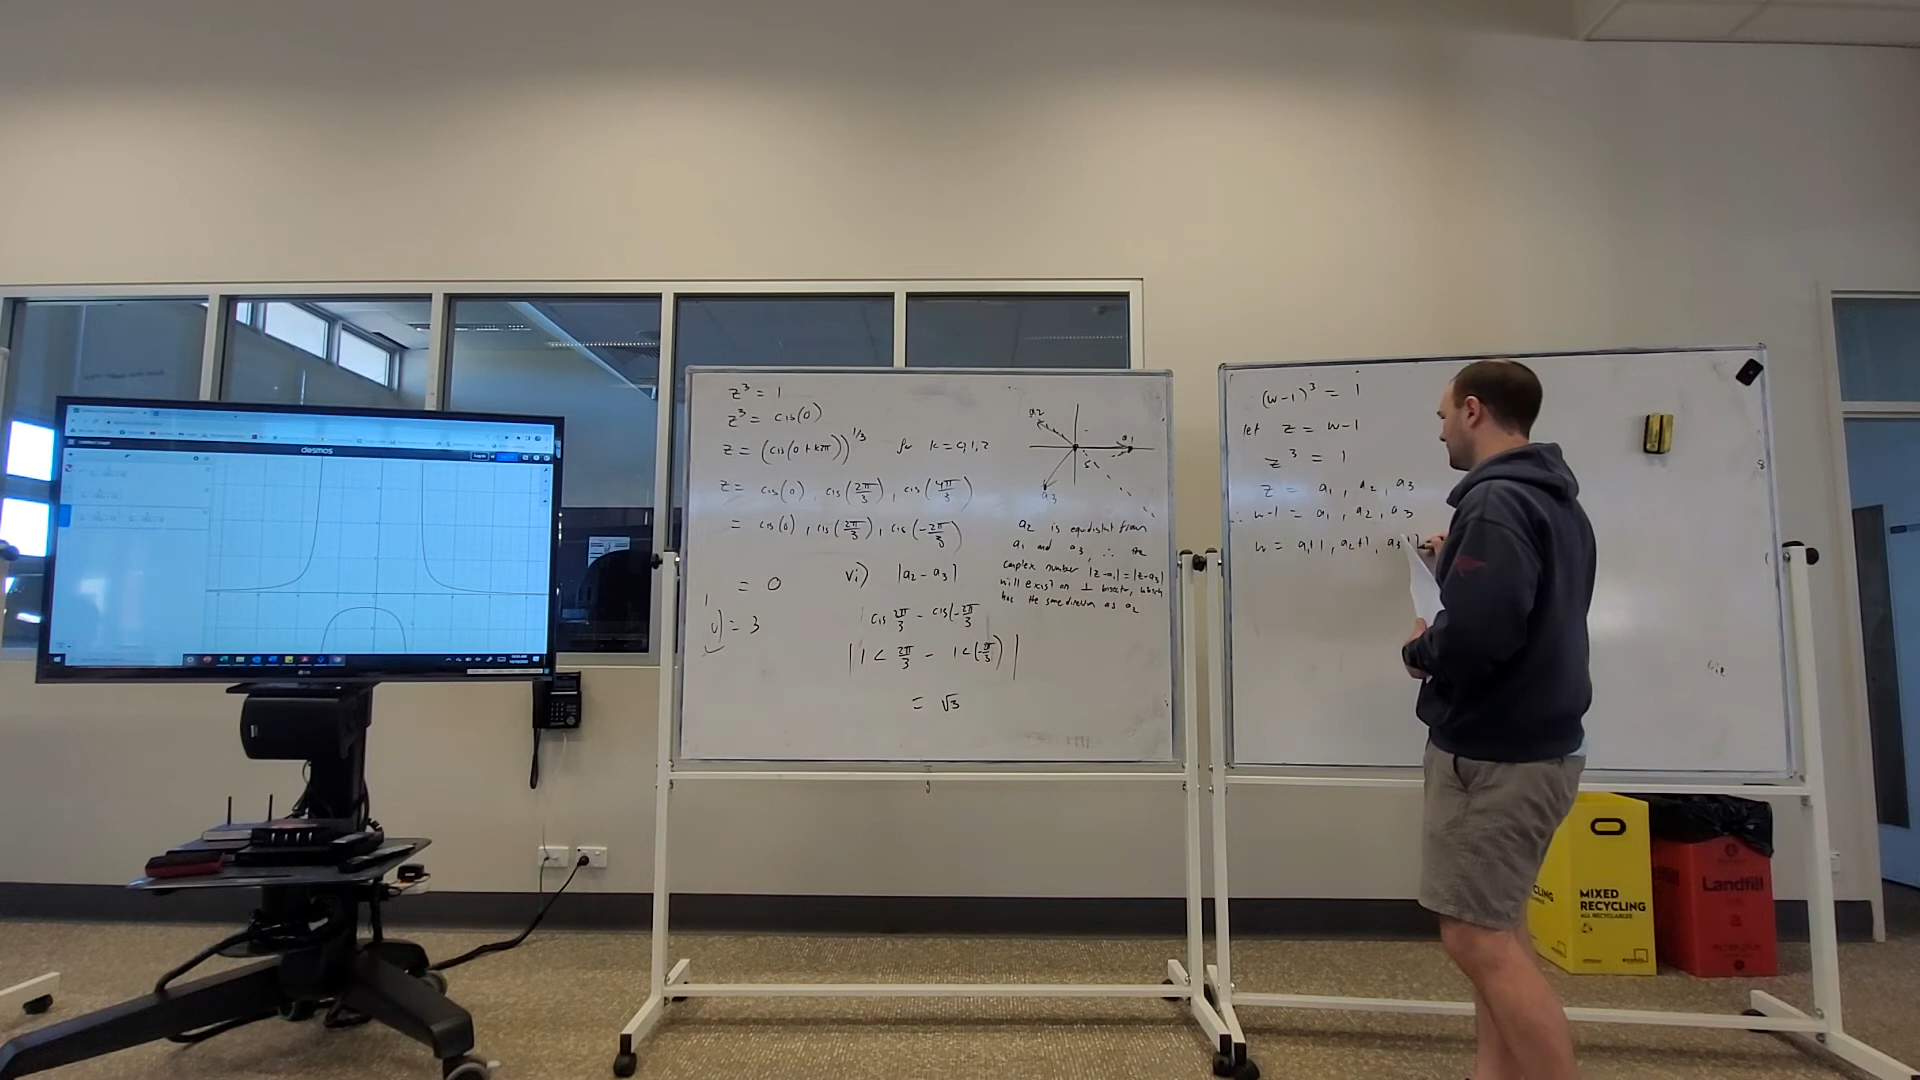 desmos
z³ = 1
z³ = cis(0)
z = (cis(0+k2π))^1/3 for k=0,1,2
z = cis(0), cis(2π/3), cis(4π/3)
= cis(0), cis(2π/3), cis(-2π/3)
= 0
v) = 3
vi) |a2 - a3|
cis 2π/3 - cis(-2π/3
|1 < 2π/3 - 1 < (-2π/3)|
= √3
a2
a1
a3
a2 is equidistant from
a1 and a3 ∴ the
complex number |z-a1| = |z-a3|
will exist on ⊥ bisector, which
has the same direction as a2
(w-1)³ = 1
let z = w-1
z³ = 1
z = a1, a2, a3
∴ w-1 = a1, a2, a3
w = a1+1, a2+1, a3+1
MIXED
RECYCLING
ALL RECYCLABLES
CLING
Landfill